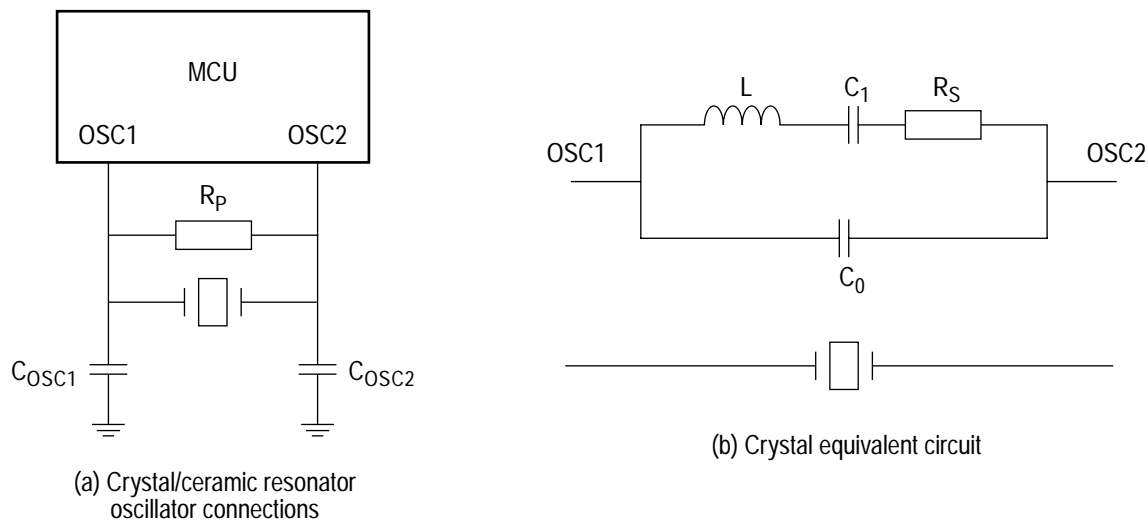 MCU
OSC1
OSC2
R_P
C_OSC1
C_OSC2
(a) Crystal/ceramic resonator
oscillator connections
L
C_1
R_S
OSC1
OSC2
C_0
(b) Crystal equivalent circuit